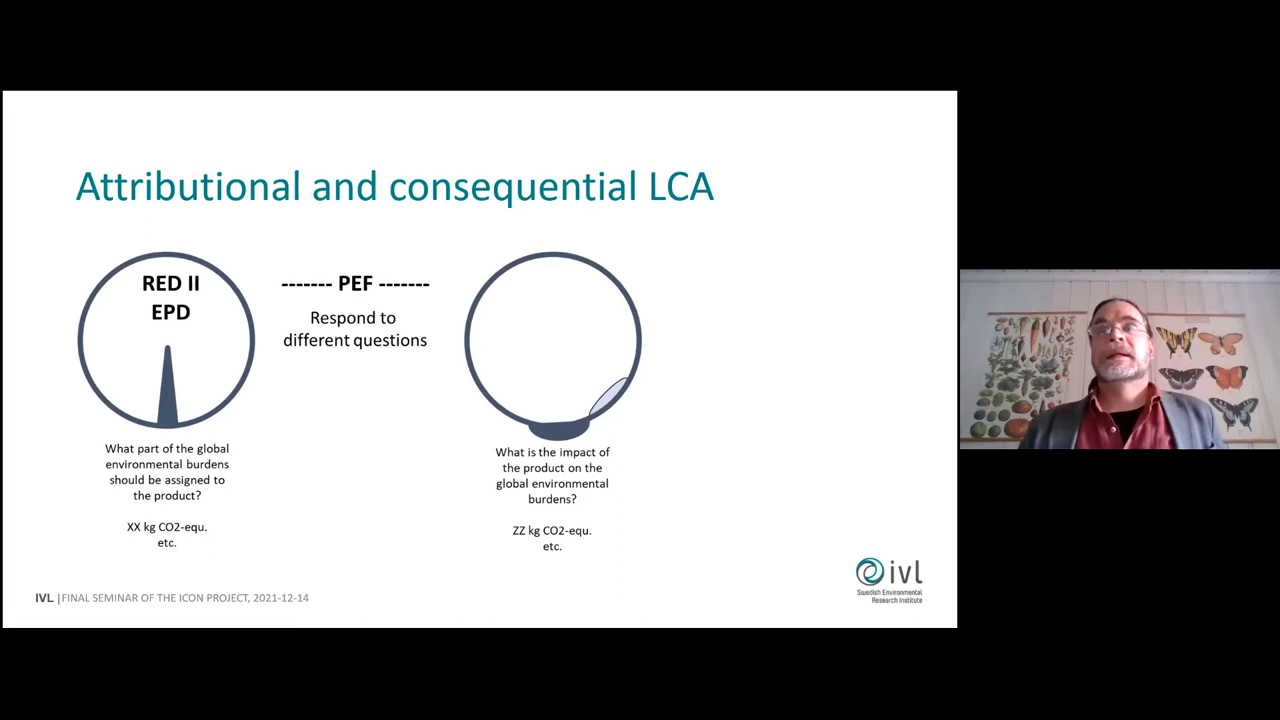 Attributional and consequential LCA
RED II
EPD
------- PEF -------
Respond to
different questions
What part of the global
environmental burdens
should be assigned to
the product?
XX kg CO2-equ.
etc.
What is the impact of
the product on the
global environmental
burdens?
ZZ kg CO2-equ.
etc.
IVL | FINAL SEMINAR OF THE ICON PROJECT, 2021-12-14
ivl
Swedish Environmental
Research Institute